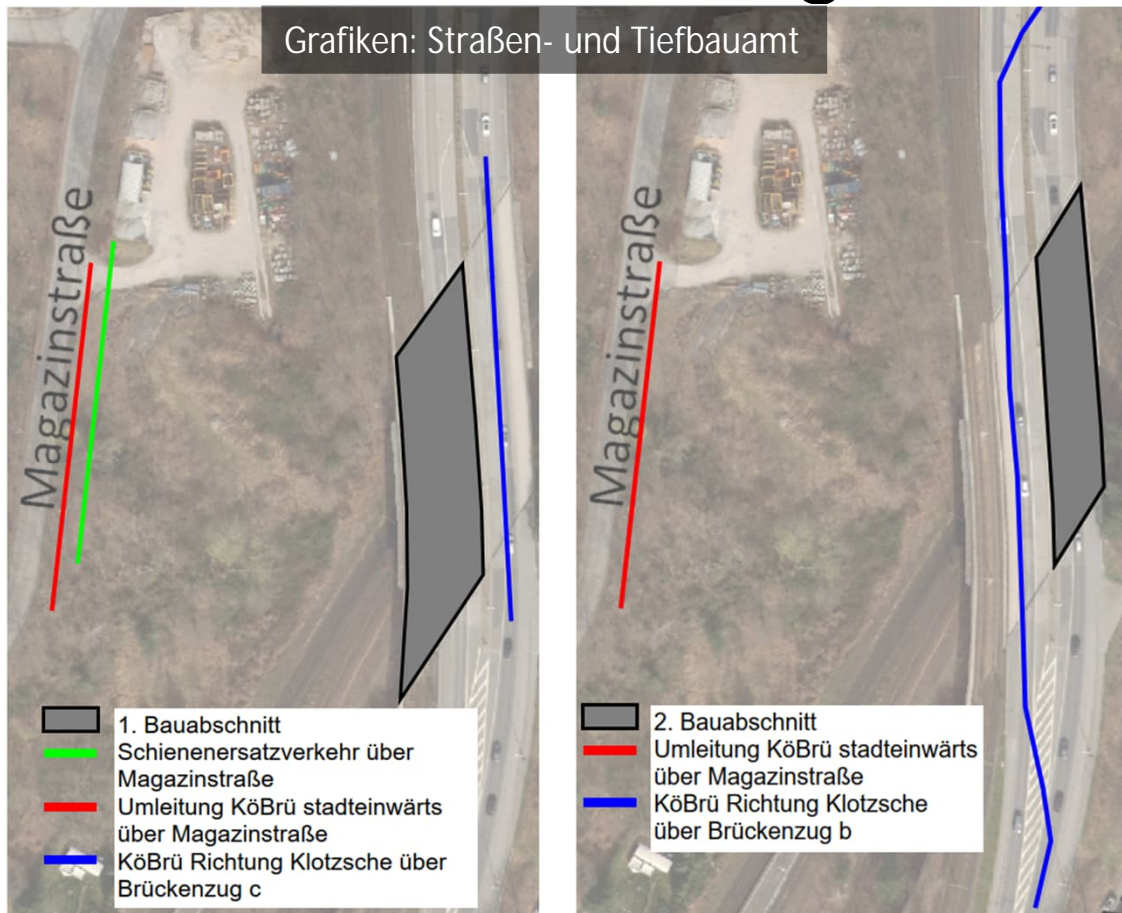 Grafiken: Straßen- und Tiefbauamt
Magazinstraße
1. Bauabschnitt
Schienenersatzverkehr über
Magazinstraße
Umleitung KöBrü stadteinwärts
über Magazinstraße
KöBrü Richtung Klotzsche über
Brückenzug c
Magazinstraße
2. Bauabschnitt
Umleitung KöBrü stadteinwärts
über Magazinstraße
KöBrü Richtung Klotzsche
über Brückenzug b